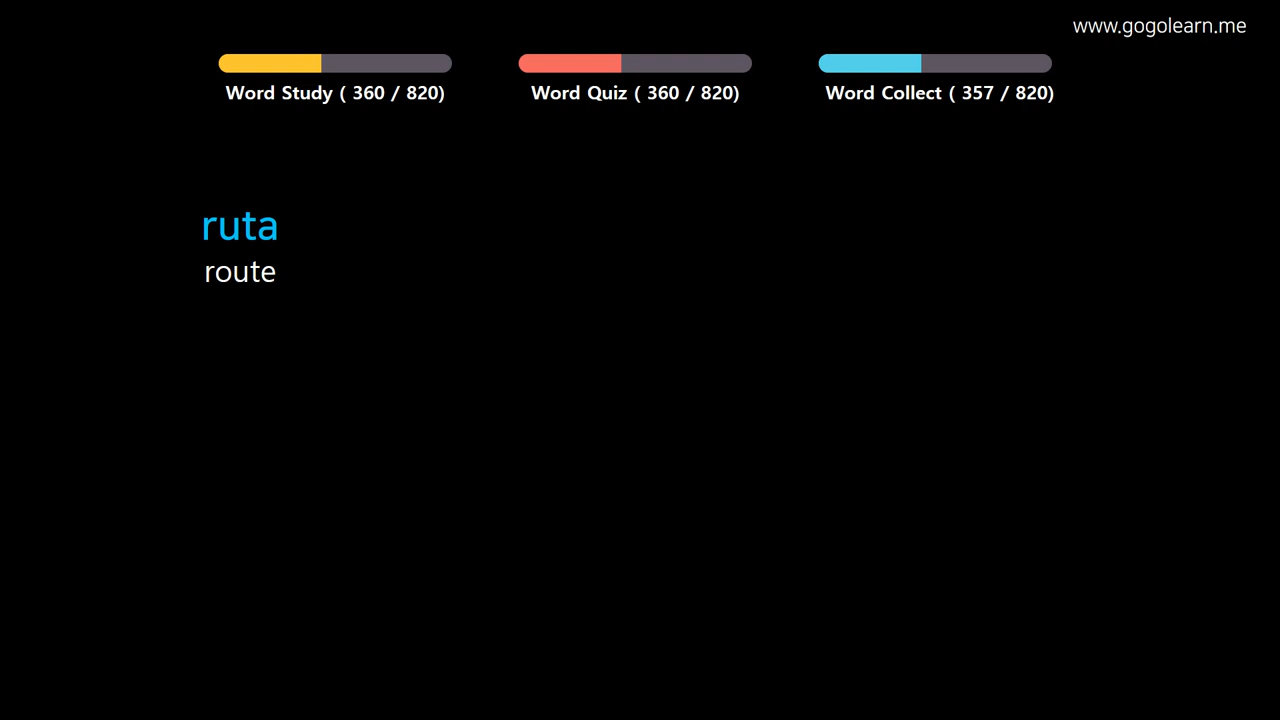 www.gogolearn.me
Word Study ( 360 / 820)
Word Quiz ( 360 / 820)
Word Collect ( 357 / 820)
ruta
route